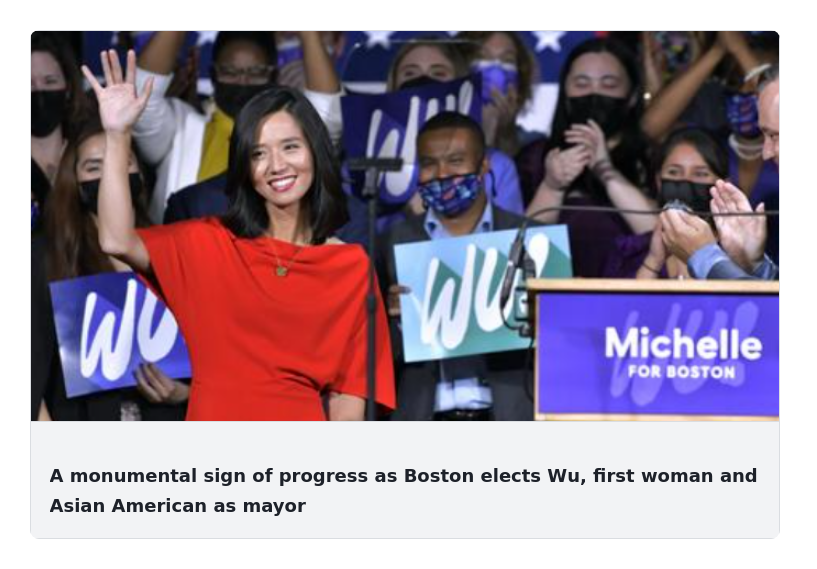 WU
WU
WU
Michelle
FOR BOSTON
A monumental sign of progress as Boston elects Wu, first woman and
Asian American as mayor